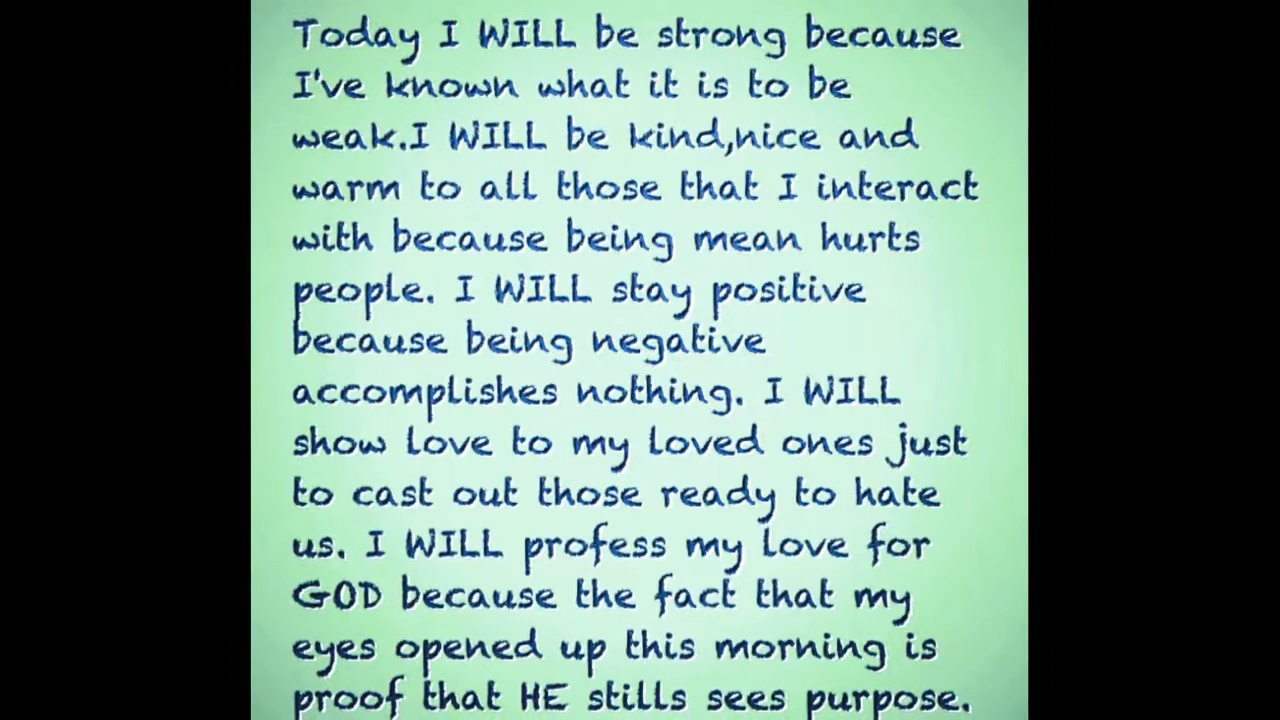 Today I WILL be strong because
I've known what it is to be
weak.I WILL be kind,nice and
warm to all those that I interact
with because being mean hurts
people. I WILL stay positive
because being negative
accomplishes nothing. I WILL
show love to my loved ones just
to cast out those ready to hate
us. I WILL profess my love for
GOD because the fact that my
eyes opened up this morning is
proof that HE stills sees purpose.